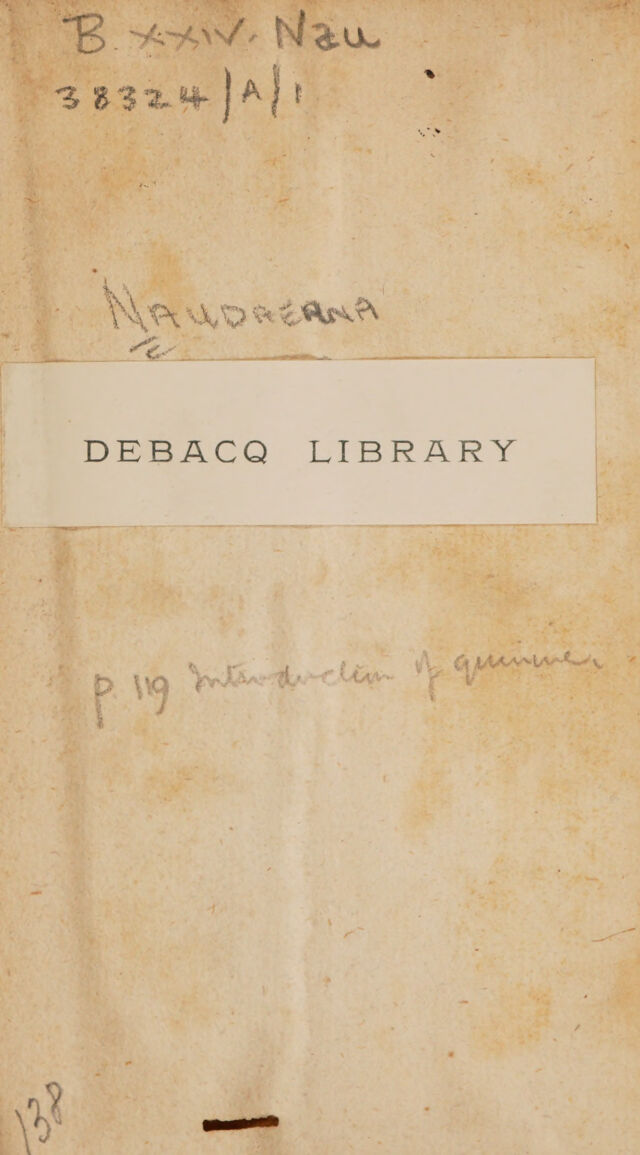 B. XXIV. Nau
38324/A/1
NAUDAEANA
DEBACQ LIBRARY
p. 119 Introduction of quinine.
138